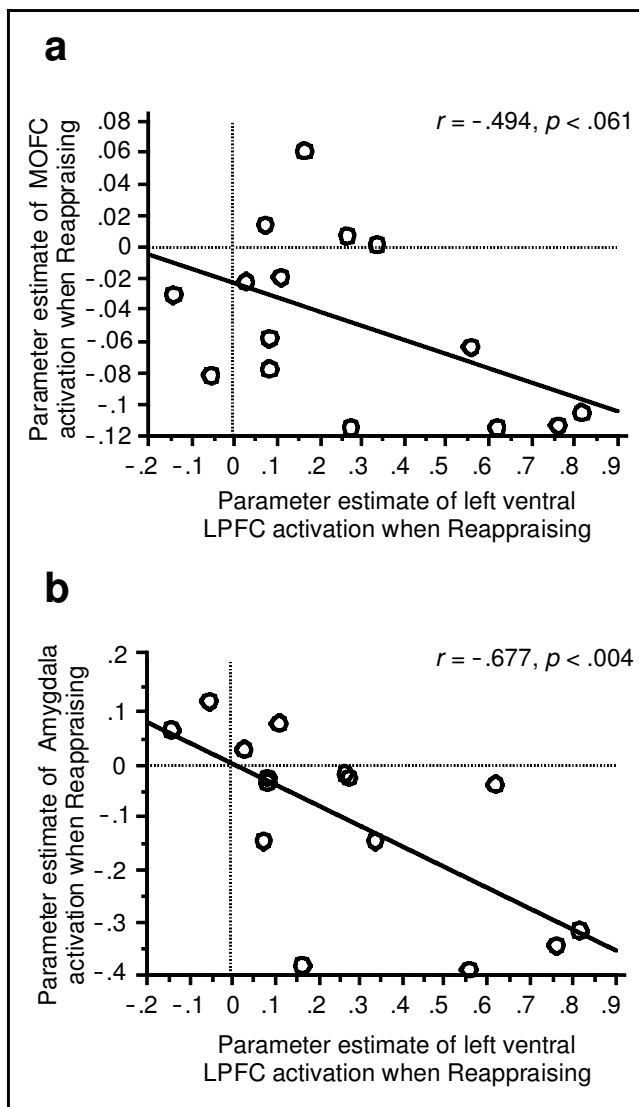 a
Parameter estimate of MOFC
activation when Reappraising
r = -.494, p < .061
.08
.06
.04
.02
0
-.02
-.04
-.06
-.08
-.1
-.12
-.2 -.1 0 .1 .2 .3 .4 .5 .6 .7 .8 .9
Parameter estimate of left ventral
LPFC activation when Reappraising
b
Parameter estimate of Amygdala
activation when Reappraising
r = -.677, p < .004
.2
.1
0
-.1
-.2
-.3
-.4
-.2 -.1 0 .1 .2 .3 .4 .5 .6 .7 .8 .9
Parameter estimate of left ventral
LPFC activation when Reappraising